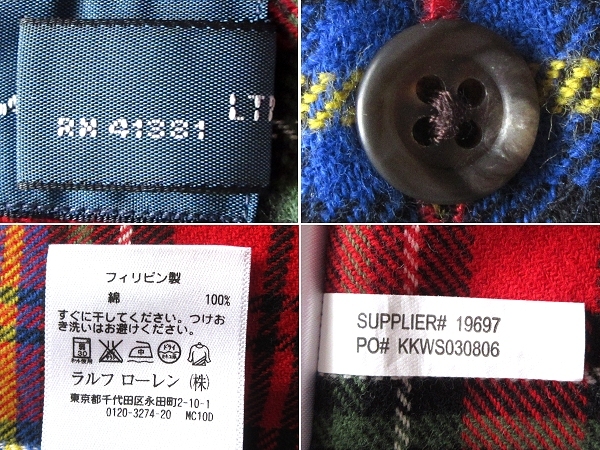 LT
RN 41381
フィリピン製
綿 100%
すぐに干してください。つけお
き洗いはお避けください。
ドライ
ラルフ ローレン (株)
東京都千代田区永田町2-10-1
0120-3274-20 MC10D
SUPPLIER# 19697
PO# KKWS030806